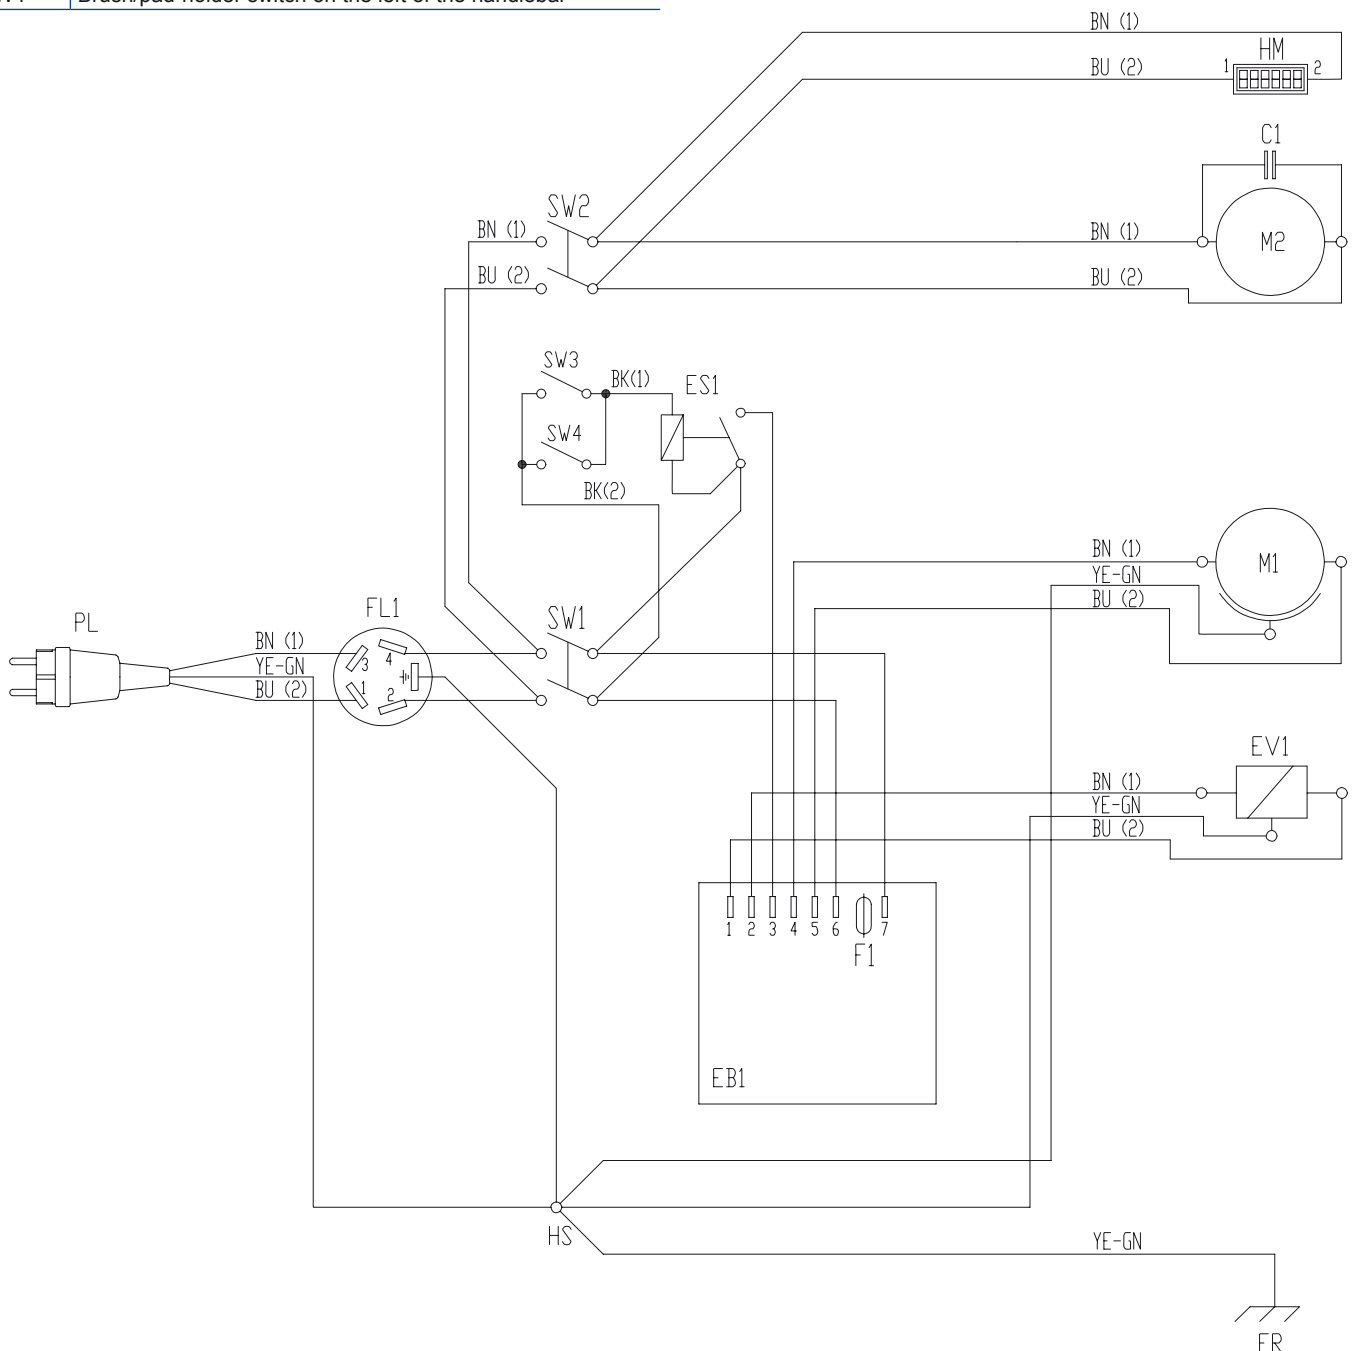 Brush/pad-holder switch on the left of the handlebar
BN (1)
HM
BU (2)
1
2
C1
SW2
BN (1)
BN (1)
M2
BU (2)
BU (2)
SW3
BK(1)
ES1
SW4
BK(2)
BN (1)
M1
YE-GN
BU (2)
FL1
SW1
PL
BN (1)
3
4
YE-GN
BU (2)
1
2
EV1
BN (1)
YE-GN
BU (2)
1 2 3 4 5 6 7
F1
EB1
HS
YE-GN
FR